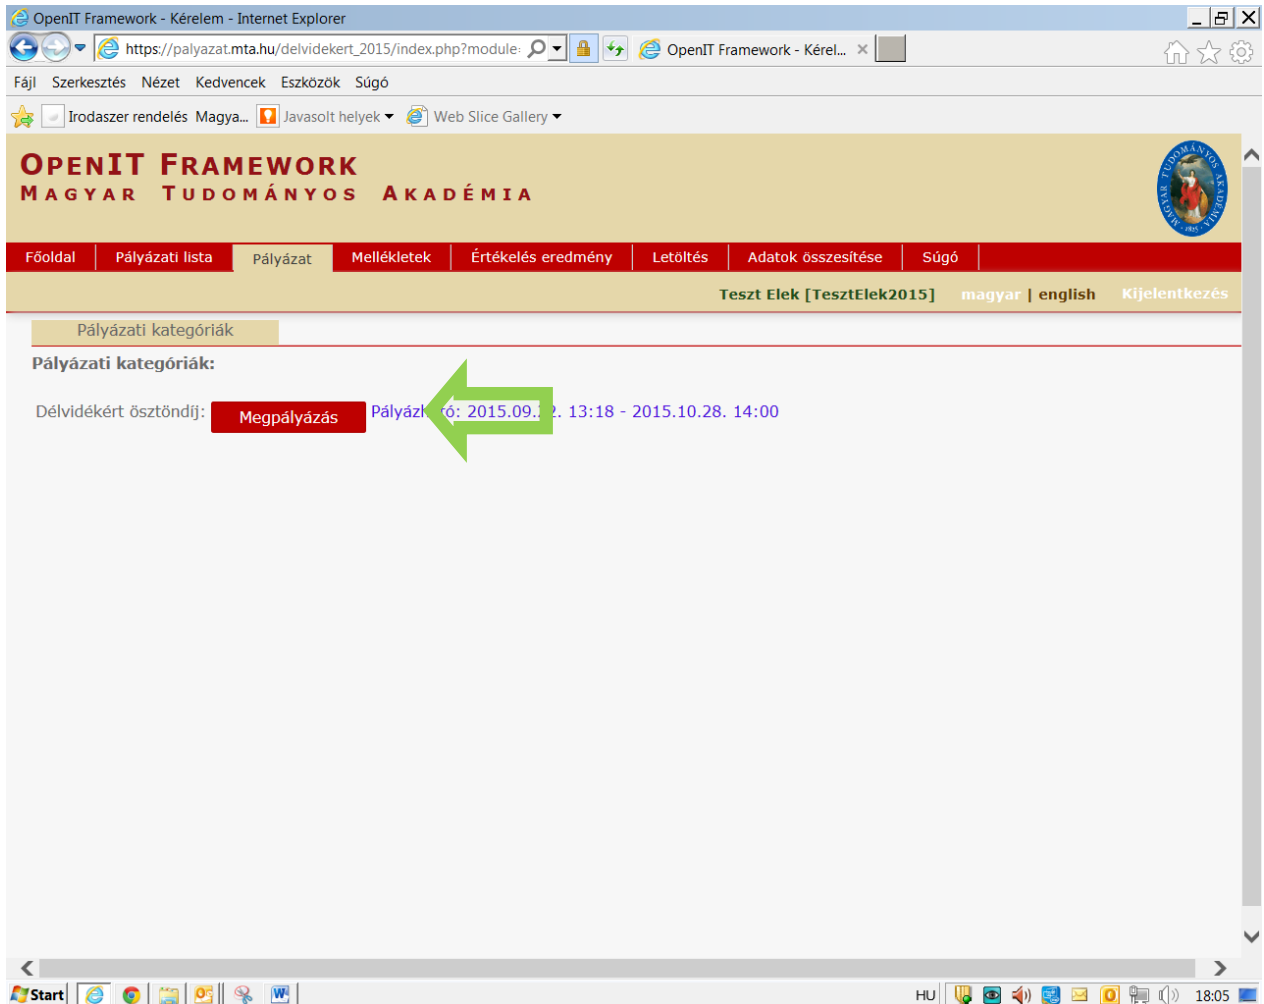 OpenIT Framework - Kérelem - Internet Explorer
https://palyazat.mta.hu/delvidekert_2015/index.php?module=
OpenIT Framework - Kérel...
Fájl Szerkesztés Nézet Kedvencek Eszközök Súgó
Irodaszer rendelés Magya... Javasolt helyek Web Slice Gallery
OPENIT FRAMEWORK
MAGYAR TUDOMÁNYOS AKADÉMIA
MAGYAR TUDOMÁNYOS AKADÉMIA
Főoldal Pályázati lista Pályázat Mellékletek Értékelés eredmény Letöltés Adatok összesítése Súgó
Teszt Elek [TesztElek2015] magyar | english Kijelentkezés
Pályázati kategóriák
Pályázati kategóriák:
Délvidékért ösztöndíj: Megpályázás 13:18 - 2015.10.28. 14:00
Start HU 18:05